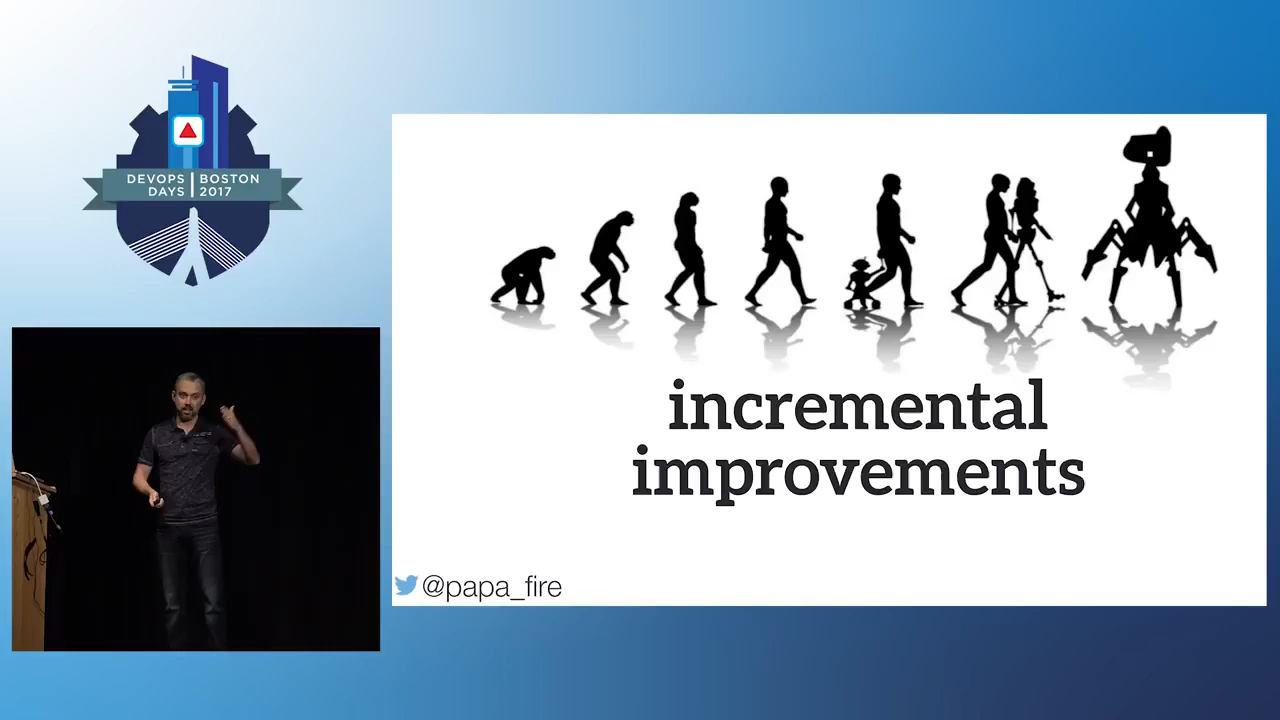 DEVOPS | BOSTON
DAYS | 2017
incremental
improvements
@papa_fire